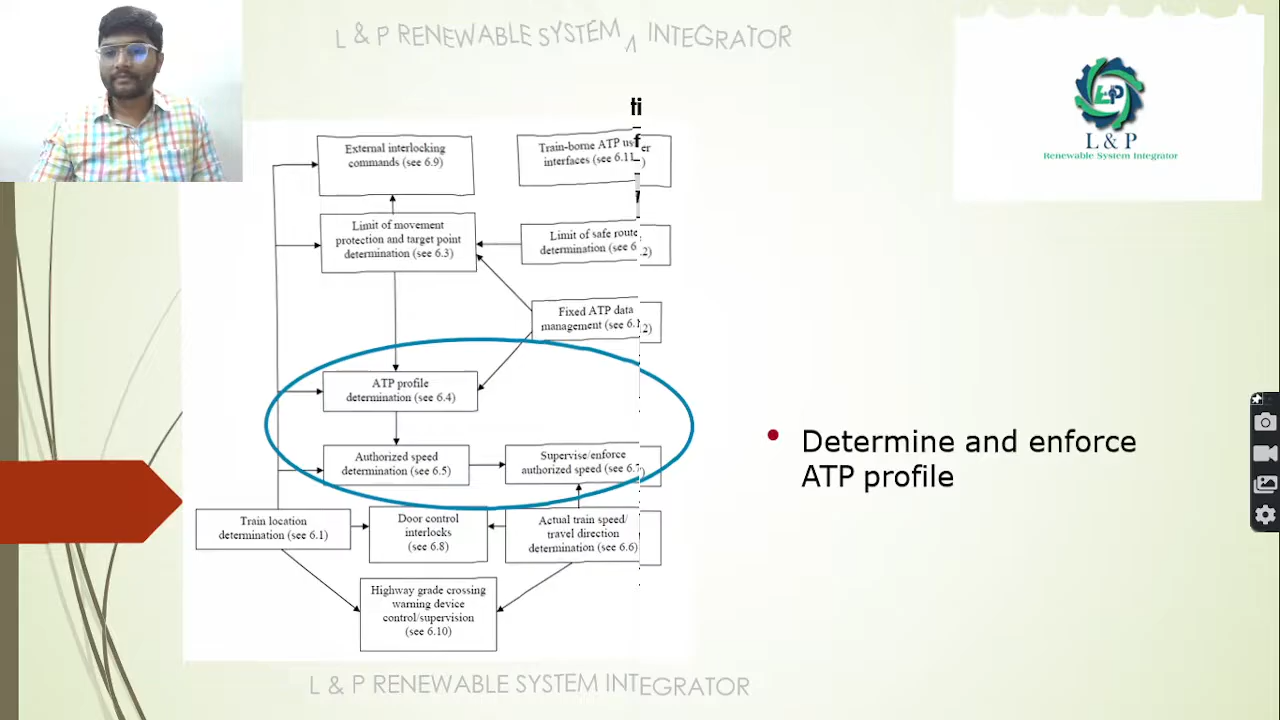 L & P RENEWABLE SYSTEM INTEGRATOR
L & P
Renewable System Integrator
External interlocking
commands (see 6.9)
Train-borne ATP user
interfaces (see 6.11)
Limit of movement
protection and target point
determination (see 6.3)
Limit of safe route
determination (see 6.2)
Fixed ATP data
management (see 6.12)
ATP profile
determination (see 6.4)
Authorized speed
determination (see 6.5)
Supervise/enforce
authorized speed (see 6.7)
Train location
determination (see 6.1)
Door control
interlocks
(see 6.8)
Actual train speed/
travel direction
determination (see 6.6)
Highway grade crossing
warning device
control/supervision
(see 6.10)
• Determine and enforce
ATP profile
L & P RENEWABLE SYSTEM INTEGRATOR